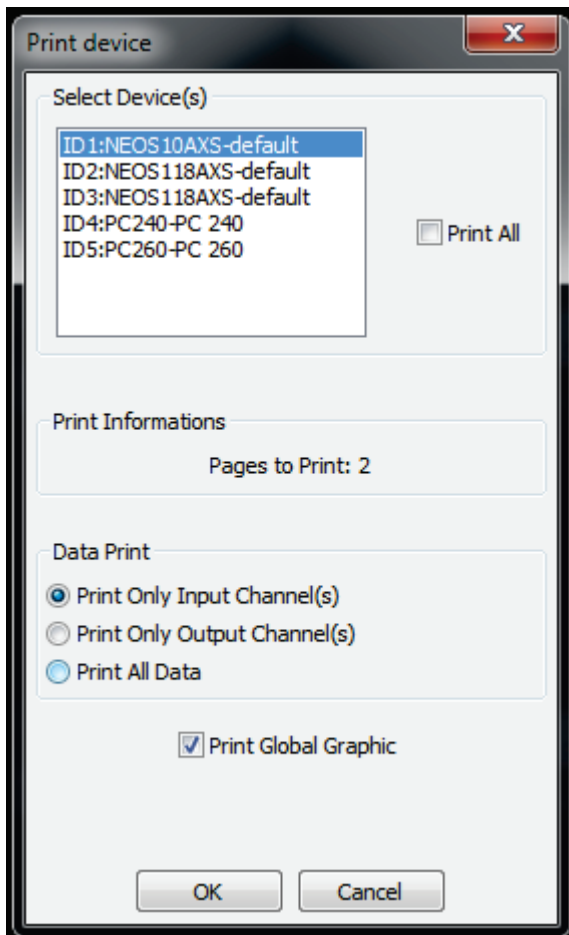 Print device
Select Device(s)
ID1:NEOS10AXS-default
ID2:NEOS118AXS-default
ID3:NEOS118AXS-default
ID4:PC240-PC 240
ID5:PC260-PC 260
Print All
Print Informations
Pages to Print: 2
Data Print
Print Only Input Channel(s)
Print Only Output Channel(s)
Print All Data
Print Global Graphic
OK
Cancel